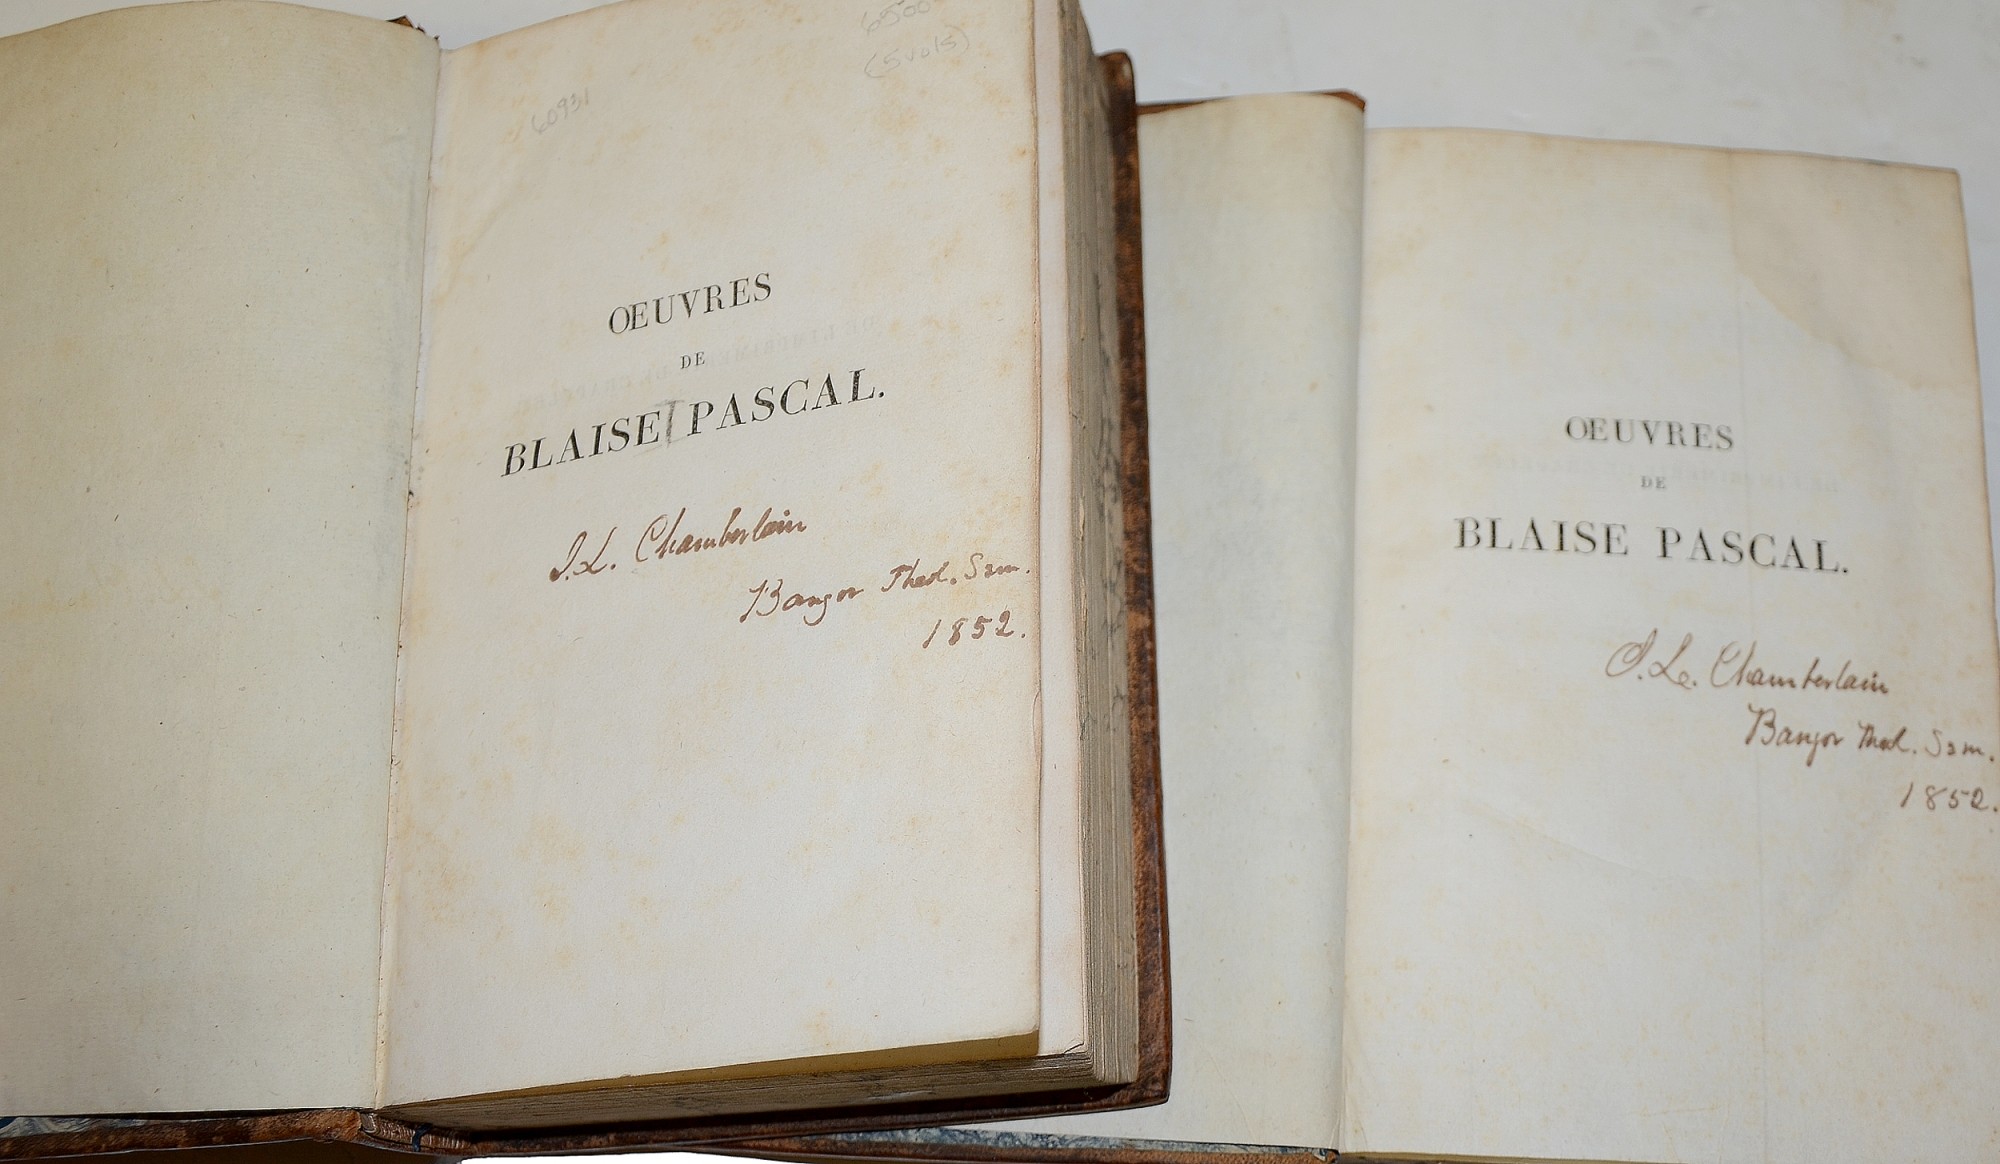 6500
(5 vols)
60931
OEUVRES
DE
BLAISE PASCAL.
J. L. Chamberlain
Bangor Theol. Sem.
1852.
OEUVRES
DE
BLAISE PASCAL.
J. L. Chamberlain
Bangor Theol. Sem.
1852.